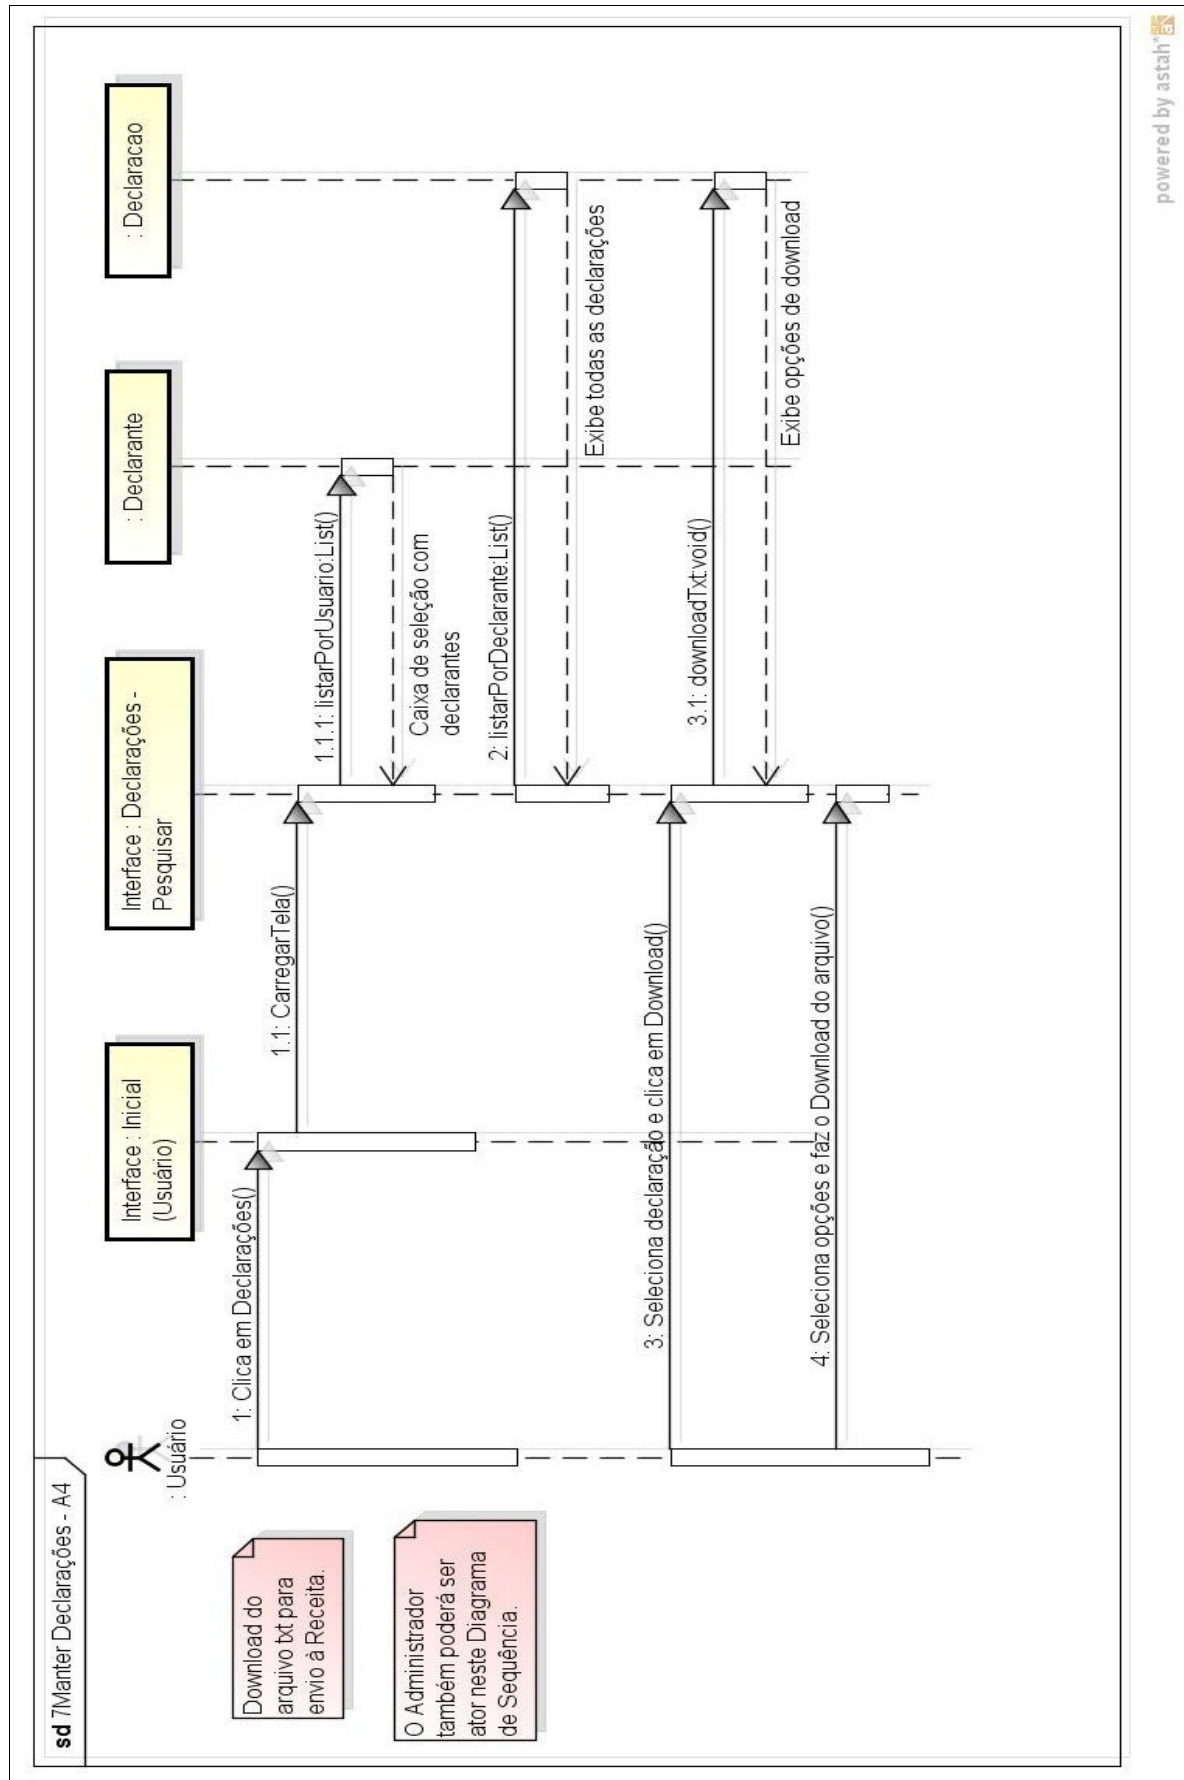 sd 7Manter Declarações - A4
: Usuário
Interface : Inicial
(Usuário)
Interface : Declarações -
Pesquisar
: Declarante
: Declaracao
Download do
arquivo txt para
envio à Receita.
O Administrador
também poderá ser
ator neste Diagrama
de Sequência.
1: Clica em Declarações()
1.1: CarregarTela()
1.1.1: listarPorUsuario:List()
Caixa de seleção com
declarantes
2: listarPorDeclarante:List()
Exibe todas as declarações
3: Seleciona declaração e clica em Download()
3.1: downloadTxt:void()
Exibe opções de download
4: Seleciona opções e faz o Download do arquivo()
powered by astah*